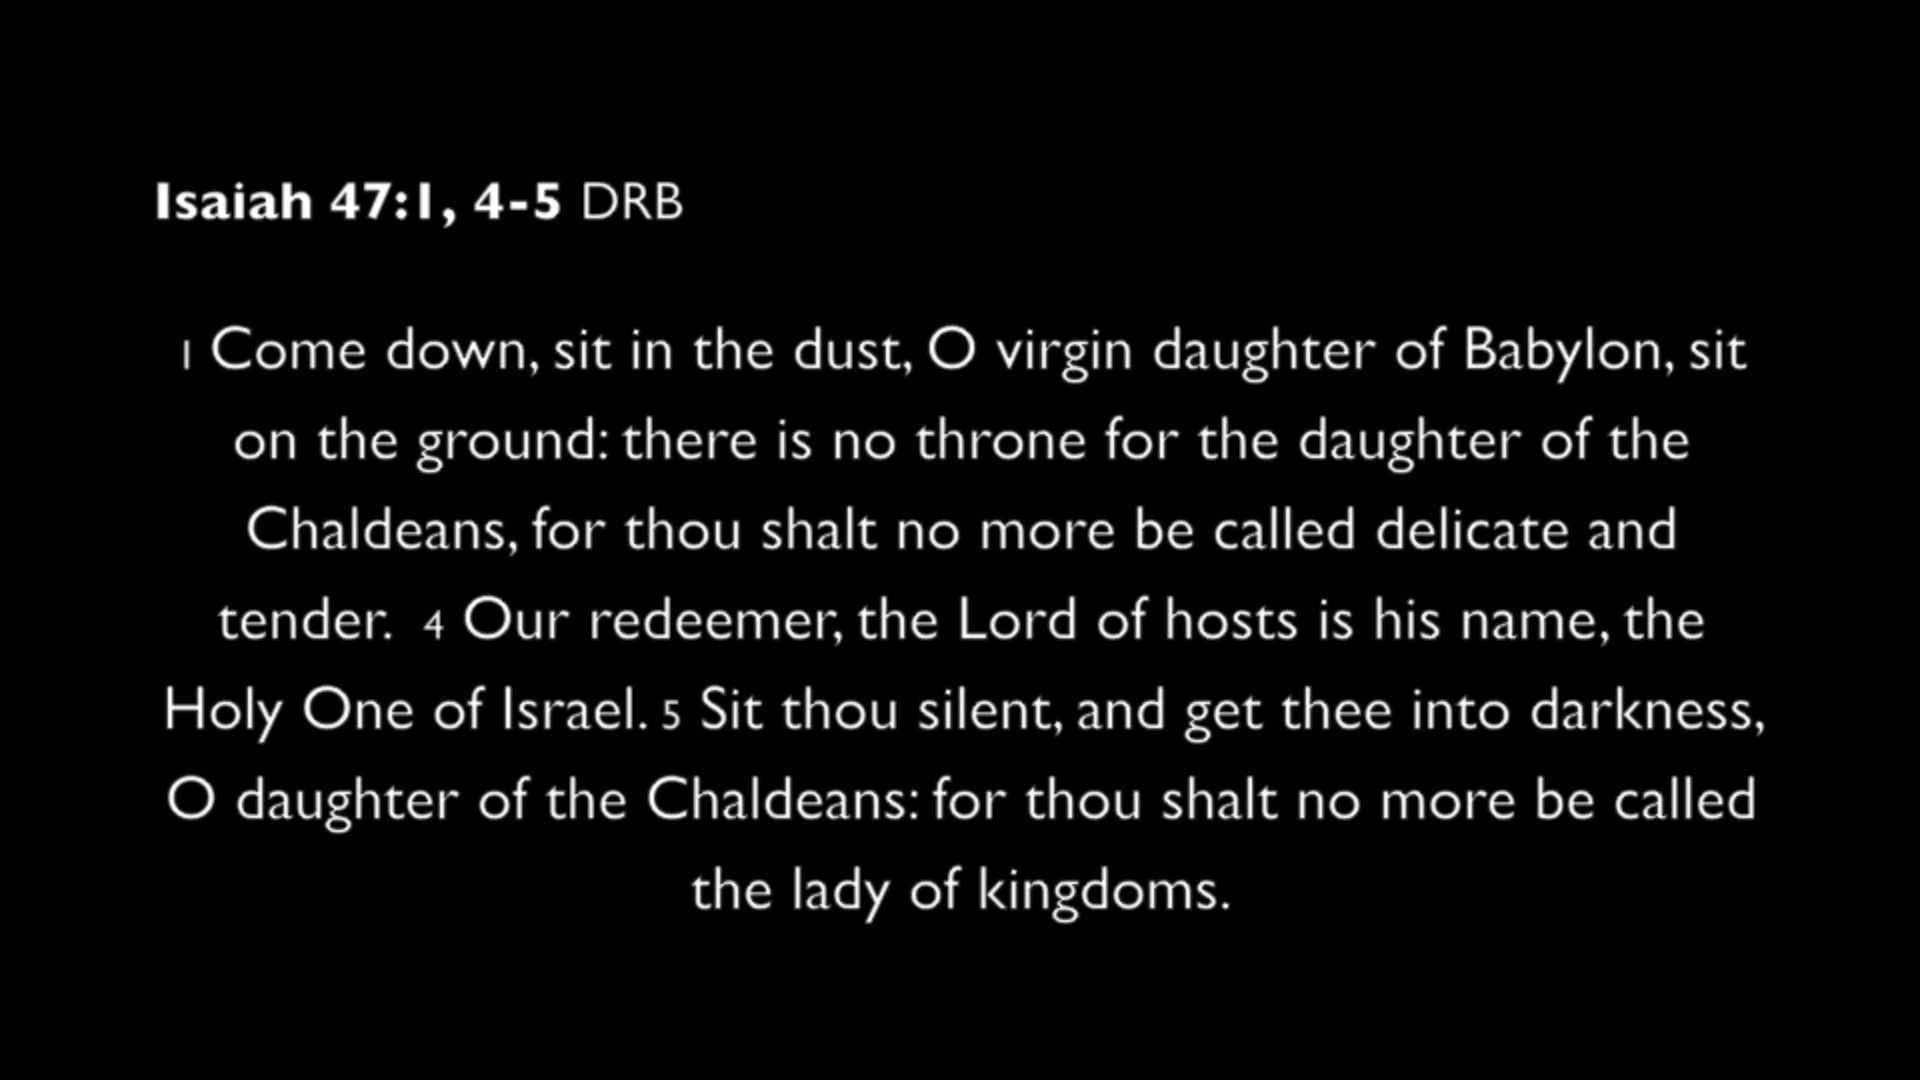 Isaiah 47:1, 4-5 DRB
1 Come down, sit in the dust, O virgin daughter of Babylon, sit
on the ground: there is no throne for the daughter of the
Chaldeans, for thou shalt no more be called delicate and
tender. 4 Our redeemer, the Lord of hosts is his name, the
Holy One of Israel. 5 Sit thou silent, and get thee into darkness,
O daughter of the Chaldeans: for thou shalt no more be called
the lady of kingdoms.